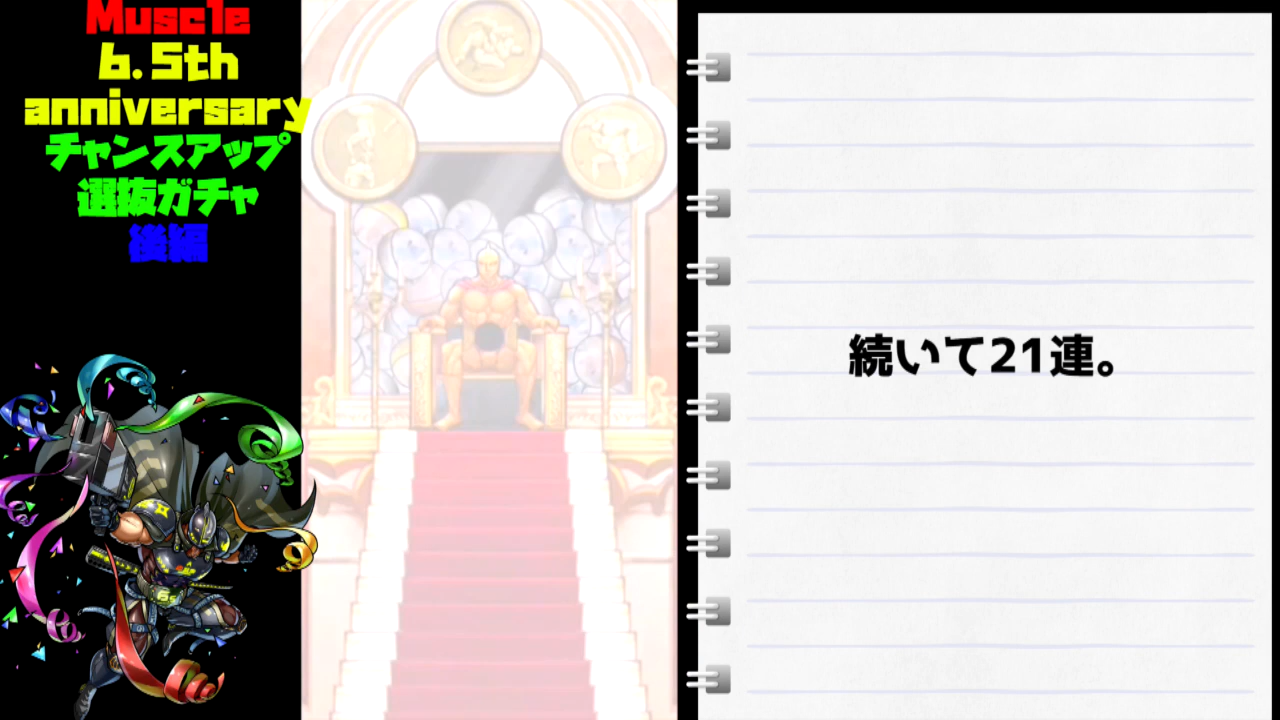 Muscle
6.5th
anniversary
チャンスアップ
選抜ガチャ
後編
続いて21連。